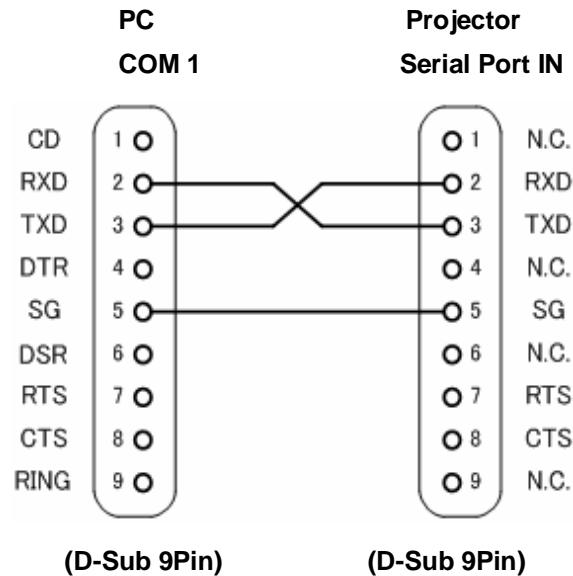 PC Projector
COM 1 Serial Port IN
CD 1 1 N.C.
RXD 2 2 RXD
TXD 3 3 TXD
DTR 4 4 N.C.
SG 5 5 SG
DSR 6 6 N.C.
RTS 7 7 RTS
CTS 8 8 CTS
RING 9 9 N.C.
(D-Sub 9Pin) (D-Sub 9Pin)